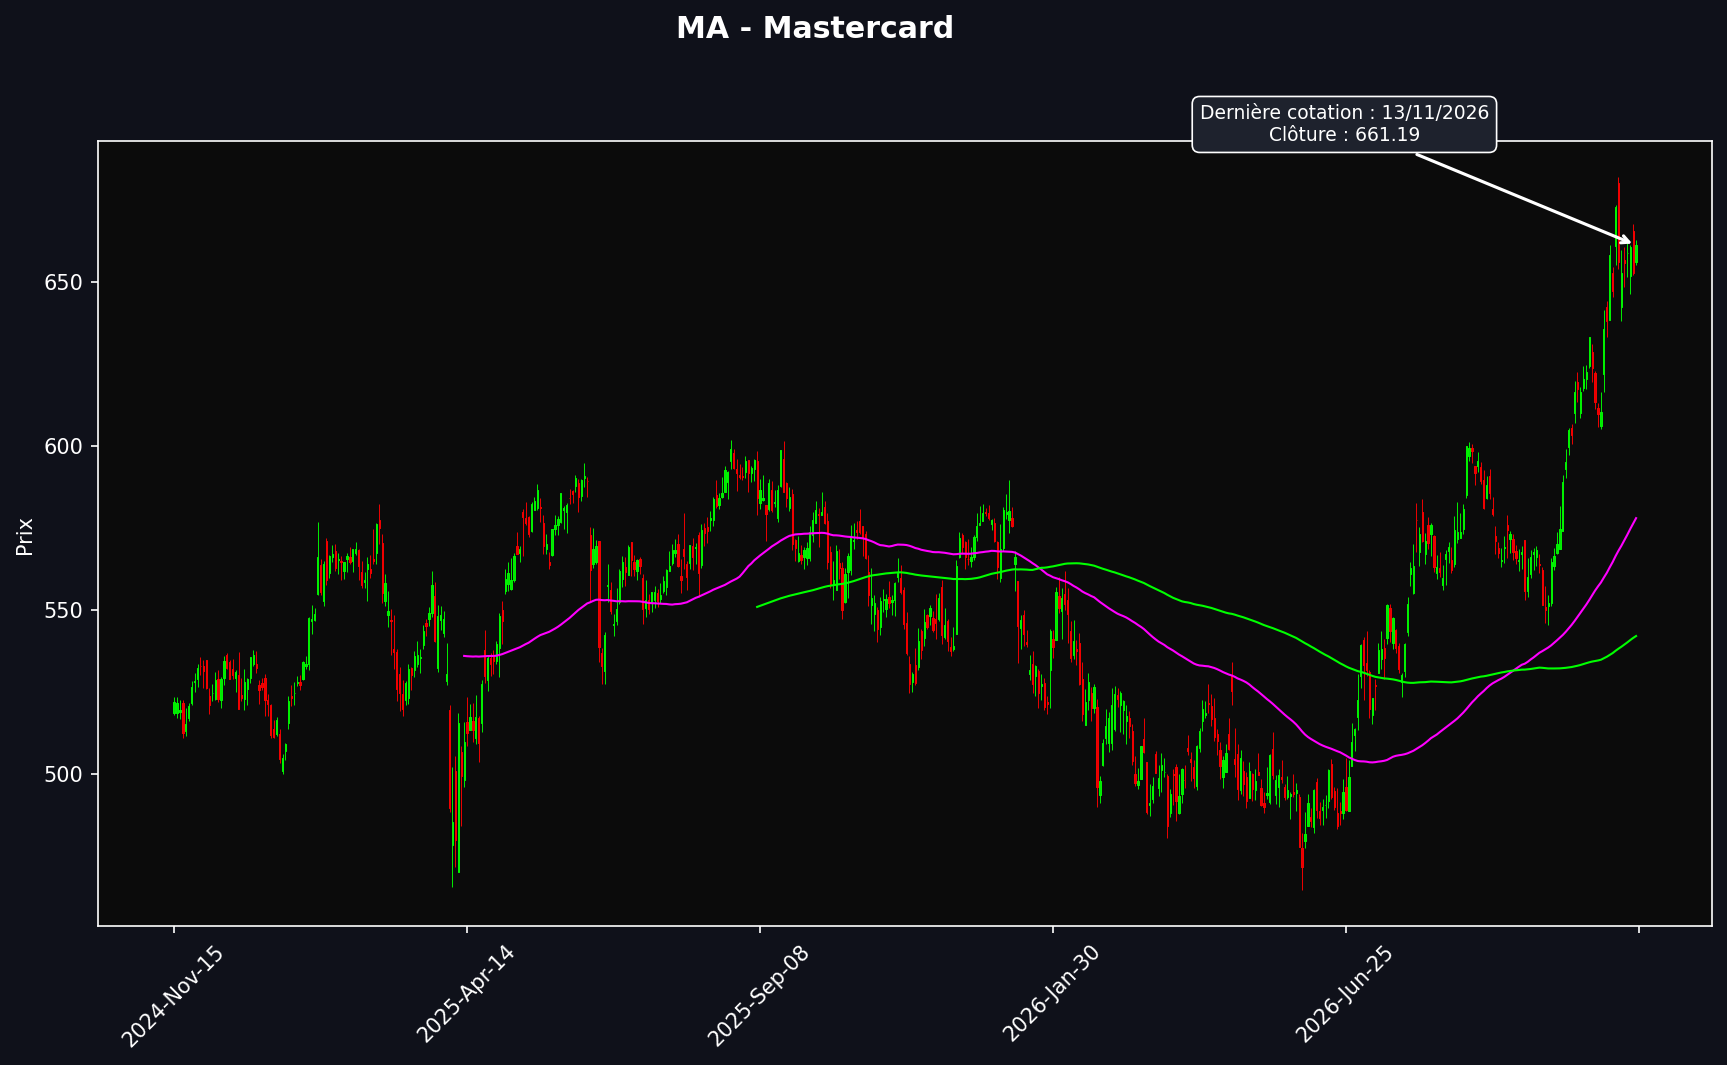 MA - Mastercard
Dernière cotation : 13/11/2026
Clôture : 661.19
Prix
650
600
550
500
2024-Nov-15
2025-Apr-14
2025-Sep-08
2026-Jan-30
2026-Jun-25